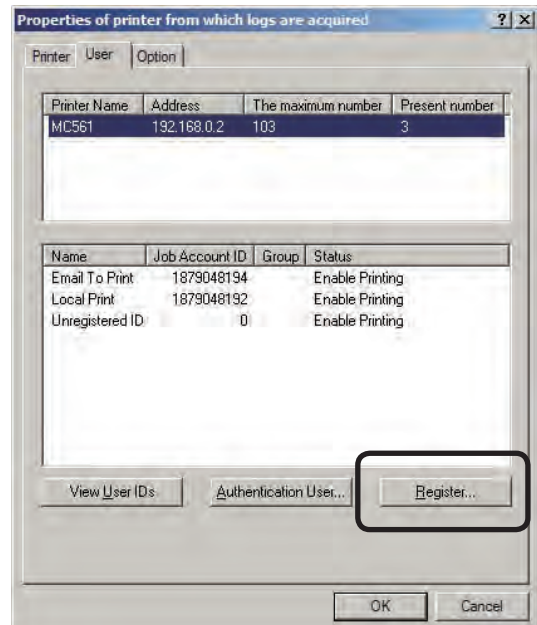 Properties of printer from which logs are acquired
Printer User Option
Printer Name Address The maximum number Present number
MC561 192.168.0.2 103 3
Name Job Account ID Group Status
Email To Print 1879048194 Enable Printing
Local Print 1879048192 Enable Printing
Unregistered ID 0 Enable Printing
View User IDs Authentication User... Register...
OK Cancel